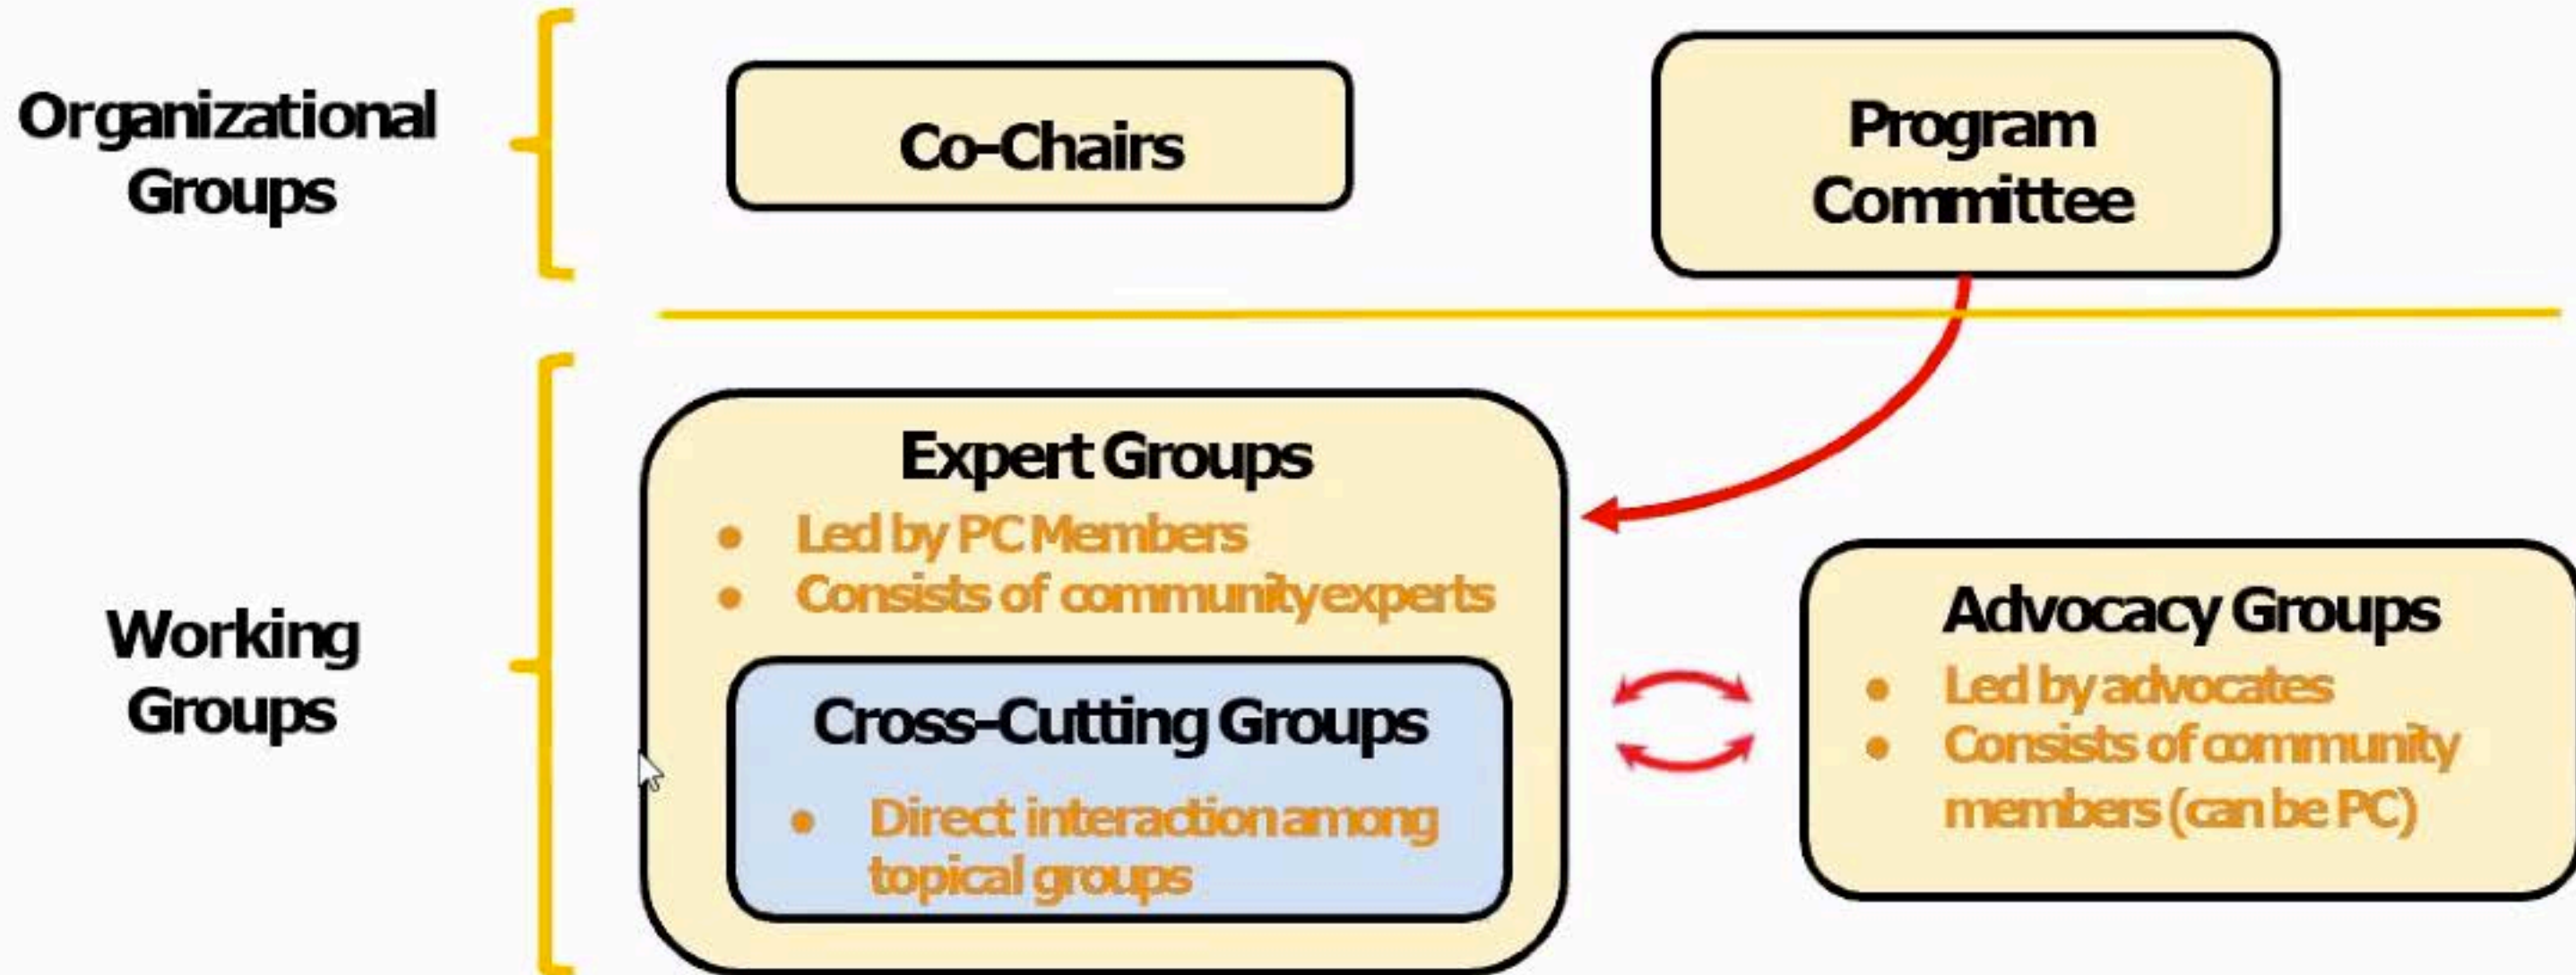 Organizational
Groups
Co-Chairs
Program
Committee
Working
Groups
Expert Groups
● Led by PC Members
● Consists of community experts
Cross-Cutting Groups
● Direct interaction among
topical groups
Advocacy Groups
● Led by advocates
● Consists of community
members (can be PC)